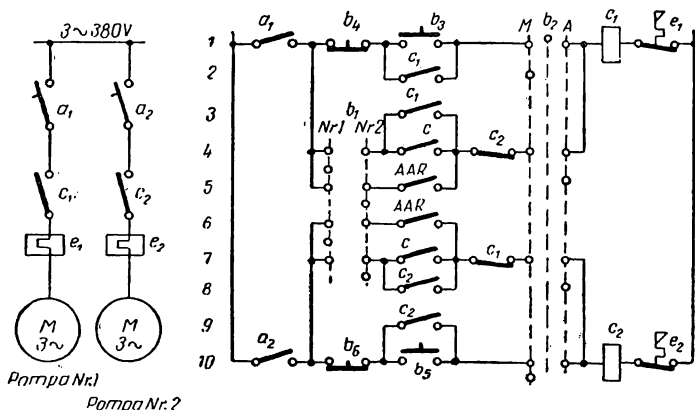 3∼380V
a₁ a₂
c₁ c₂
e₁ e₂
M 3∼ M 3∼
Pompa Nr.1
Pompa Nr.2
1 a₁ b₄ b₃ M b₂ A c₁ e₁
2 c₁
3 b₁ c₁
Nr1 Nr2
4 c c₂
5 AAR
6 AAR
7 c c₁
8 c₂
9 c₂ c₂ e₂
10 a₂ b₆ b₅